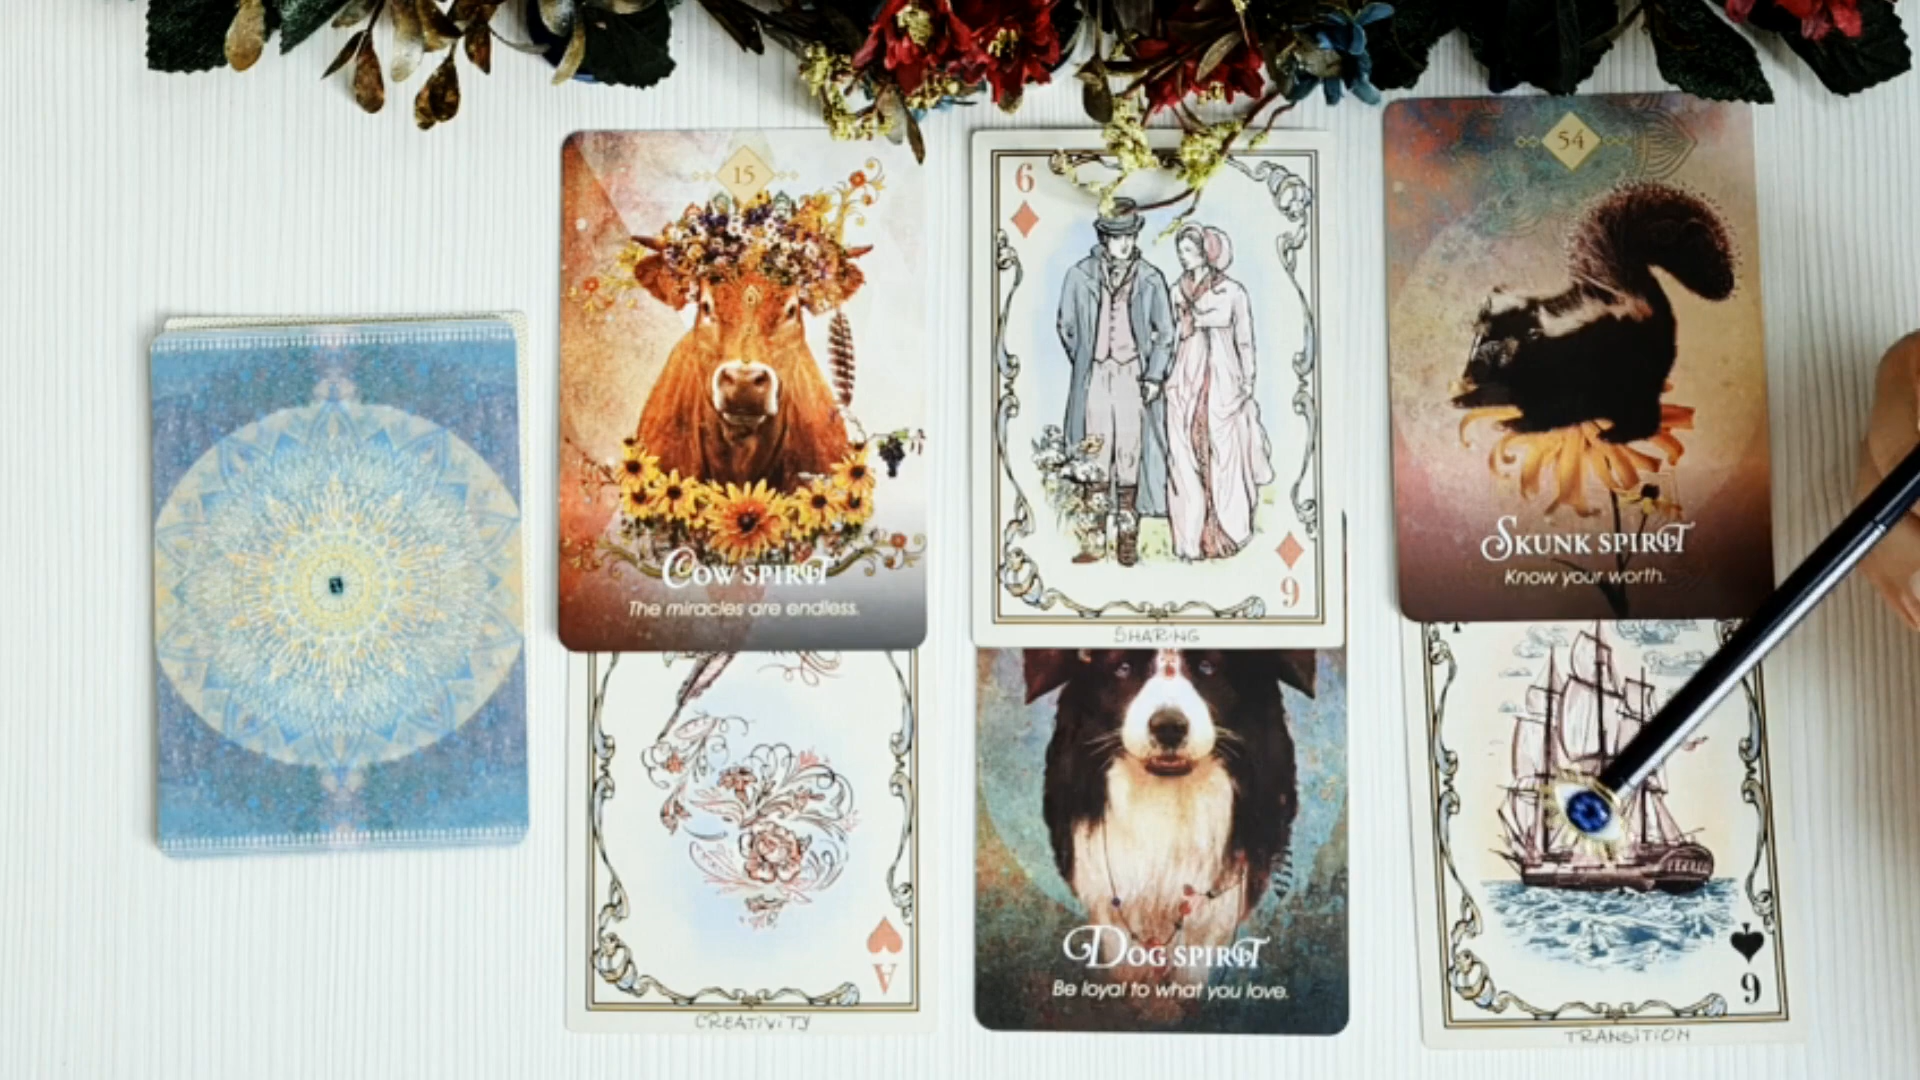 15
COW SPIRIT
The miracles are endless.
A
CREATIVITY
6
6
SHARING
DOG SPIRIT
Be loyal to what you love.
54
SKUNK SPIRIT
Know your worth.
6
TRANSITION